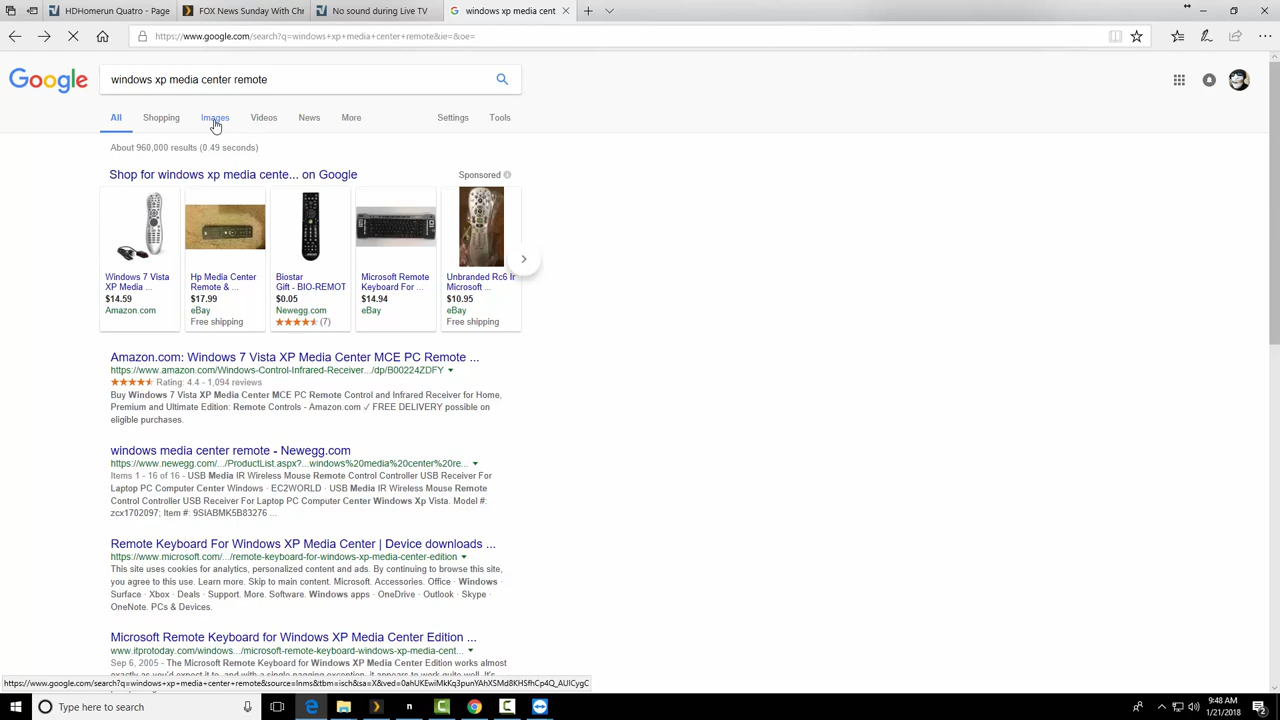 HDHomerun Quatro - Page
FOX News Sunday With Chr
No sound during Live TV
windows xp media cent
https://www.google.com/search?q=windows+xp+media+center+remote&ie=&oe=
Google
windows xp media center remote
All
Shopping
Images
Videos
News
More
Settings
Tools
About 960,000 results (0.49 seconds)
Shop for windows xp media cente... on Google
Sponsored
Windows 7 Vista
XP Media ...
$14.59
Amazon.com
Hp Media Center
Remote & ...
$17.99
eBay
Free shipping
Biostar
Gift - BIO-REMOT
$0.05
Newegg.com
(7)
Microsoft Remote
Keyboard For ...
$14.94
eBay
Unbranded Rc6 Ir
Microsoft ...
$10.95
eBay
Free shipping
Amazon.com: Windows 7 Vista XP Media Center MCE PC Remote ...
https://www.amazon.com/Windows-Control-Infrared-Receiver.../dp/B00224ZDFY
Rating: 4.4 - 1,094 reviews
Buy Windows 7 Vista XP Media Center MCE PC Remote Control and Infrared Receiver for Home,
Premium and Ultimate Edition: Remote Controls - Amazon.com ✓ FREE DELIVERY possible on
eligible purchases.
windows media center remote - Newegg.com
https://www.newegg.com/.../ProductList.aspx?...windows%20media%20center%20re...
Items 1 - 16 of 16 - USB Media IR Wireless Mouse Remote Control Controller USB Receiver For
Laptop PC Computer Center Windows · EC2WORLD · USB Media IR Wireless Mouse Remote
Control Controller USB Receiver For Laptop PC Computer Center Windows Xp Vista. Model #:
zcx1702097; Item #: 9SIABMK5B83276 ...
Remote Keyboard For Windows XP Media Center | Device downloads ...
https://www.microsoft.com/.../remote-keyboard-for-windows-xp-media-center-edition
This site uses cookies for analytics, personalized content and ads. By continuing to browse this site,
you agree to this use. Learn more. Skip to main content. Microsoft. Accessories. Office · Windows ·
Surface · Xbox · Deals · Support. More. Software. Windows apps · OneDrive · Outlook · Skype ·
OneNote. PCs & Devices.
Microsoft Remote Keyboard for Windows XP Media Center Edition ...
www.itprotoday.com/windows.../microsoft-remote-keyboard-windows-xp-media-cent...
Sep 6, 2005 - The Microsoft Remote Keyboard for Windows XP Media Center Edition works almost
https://www.google.com/search?q=windows+xp+media+center+remote&source=lnms&tbm=isch&sa=X&ved=0ahUKEwiMkKq3punYAhXSMd8KHSfhCp4Q_AUICygC
Type here to search
9:48 AM
1/21/2018
2